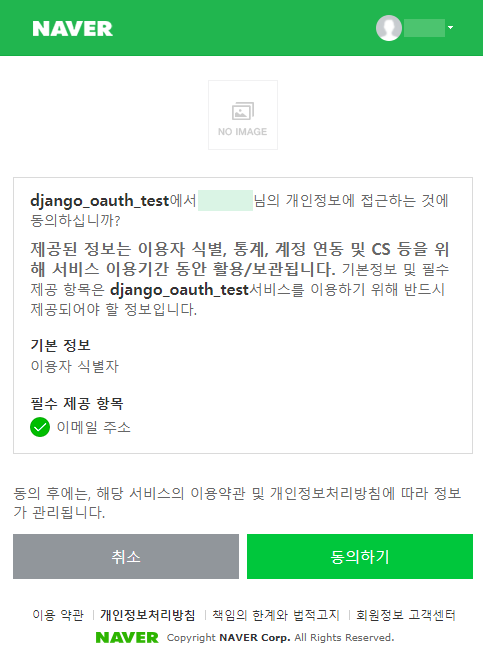 NAVER
NO IMAGE
django_oauth_test에서 님의 개인정보에 접근하는 것에
동의하십니까?
제공된 정보는 이용자 식별, 통계, 계정 연동 및 CS 등을 위
해 서비스 이용기간 동안 활용/보관됩니다. 기본정보 및 필수
제공 항목은 django_oauth_test서비스를 이용하기 위해 반드시
제공되어야 할 정보입니다.
기본 정보
이용자 식별자
필수 제공 항목
이메일 주소
동의 후에는, 해당 서비스의 이용약관 및 개인정보처리방침에 따라 정보
가 관리됩니다.
취소 동의하기
이용 약관 | 개인정보처리방침 | 책임의 한계와 법적고지 | 회원정보 고객센터
NAVER Copyright NAVER Corp. All Rights Reserved.